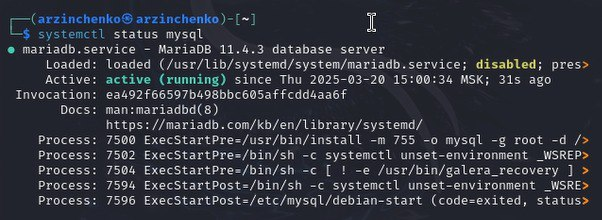 ┌──(arzinchenko㉿arzinchenko)-[~]
└─$ systemctl status mysql
● mariadb.service - MariaDB 11.4.3 database server
Loaded: loaded (/usr/lib/systemd/system/mariadb.service; disabled; pres>
Active: active (running) since Thu 2025-03-20 15:00:34 MSK; 31s ago
Invocation: ea492f66597b498bbc605affcdd4aa6f
Docs: man:mariadbd(8)
https://mariadb.com/kb/en/library/systemd/
Process: 7500 ExecStartPre=/usr/bin/install -m 755 -o mysql -g root -d />
Process: 7502 ExecStartPre=/bin/sh -c systemctl unset-environment _WSREP>
Process: 7504 ExecStartPre=/bin/sh -c [ ! -e /usr/bin/galera_recovery ] >
Process: 7594 ExecStartPost=/bin/sh -c systemctl unset-environment _WSRE>
Process: 7596 ExecStartPost=/etc/mysql/debian-start (code=exited, status>